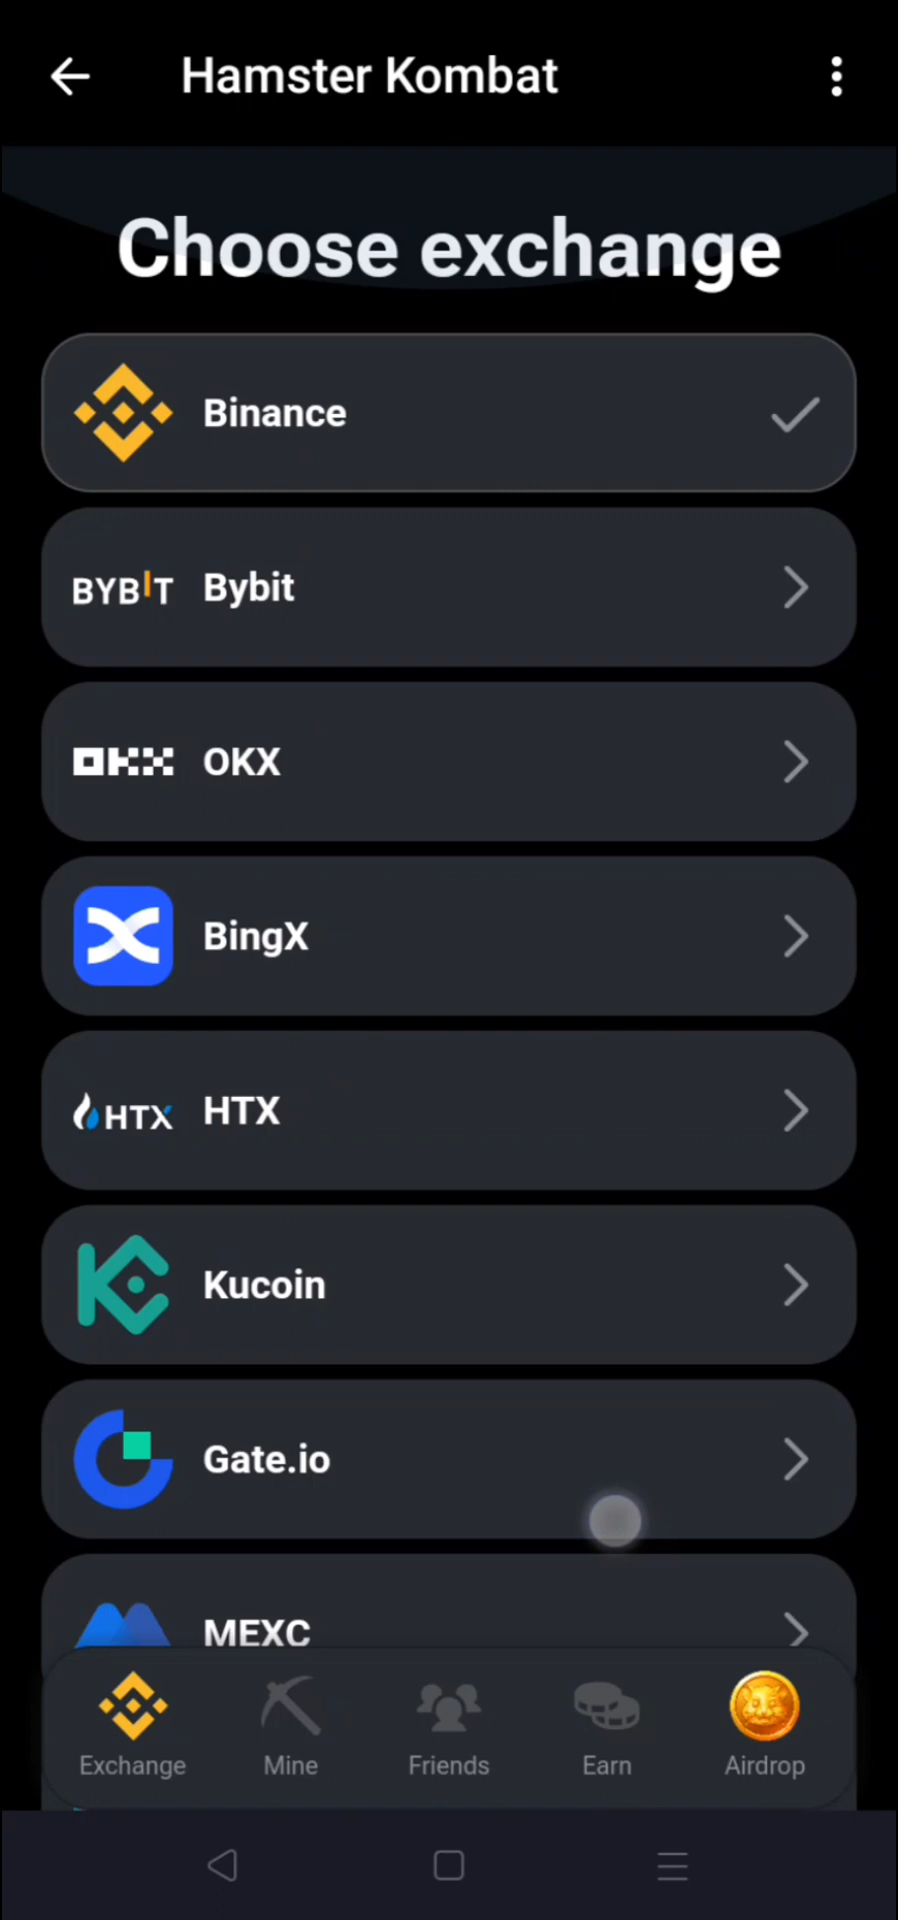 Hamster Kombat
Choose exchange
Binance
BYBIT Bybit
OKX OKX
BingX
HTX HTX
Kucoin
Gate.io
MEXC
Exchange Mine Friends Earn Airdrop